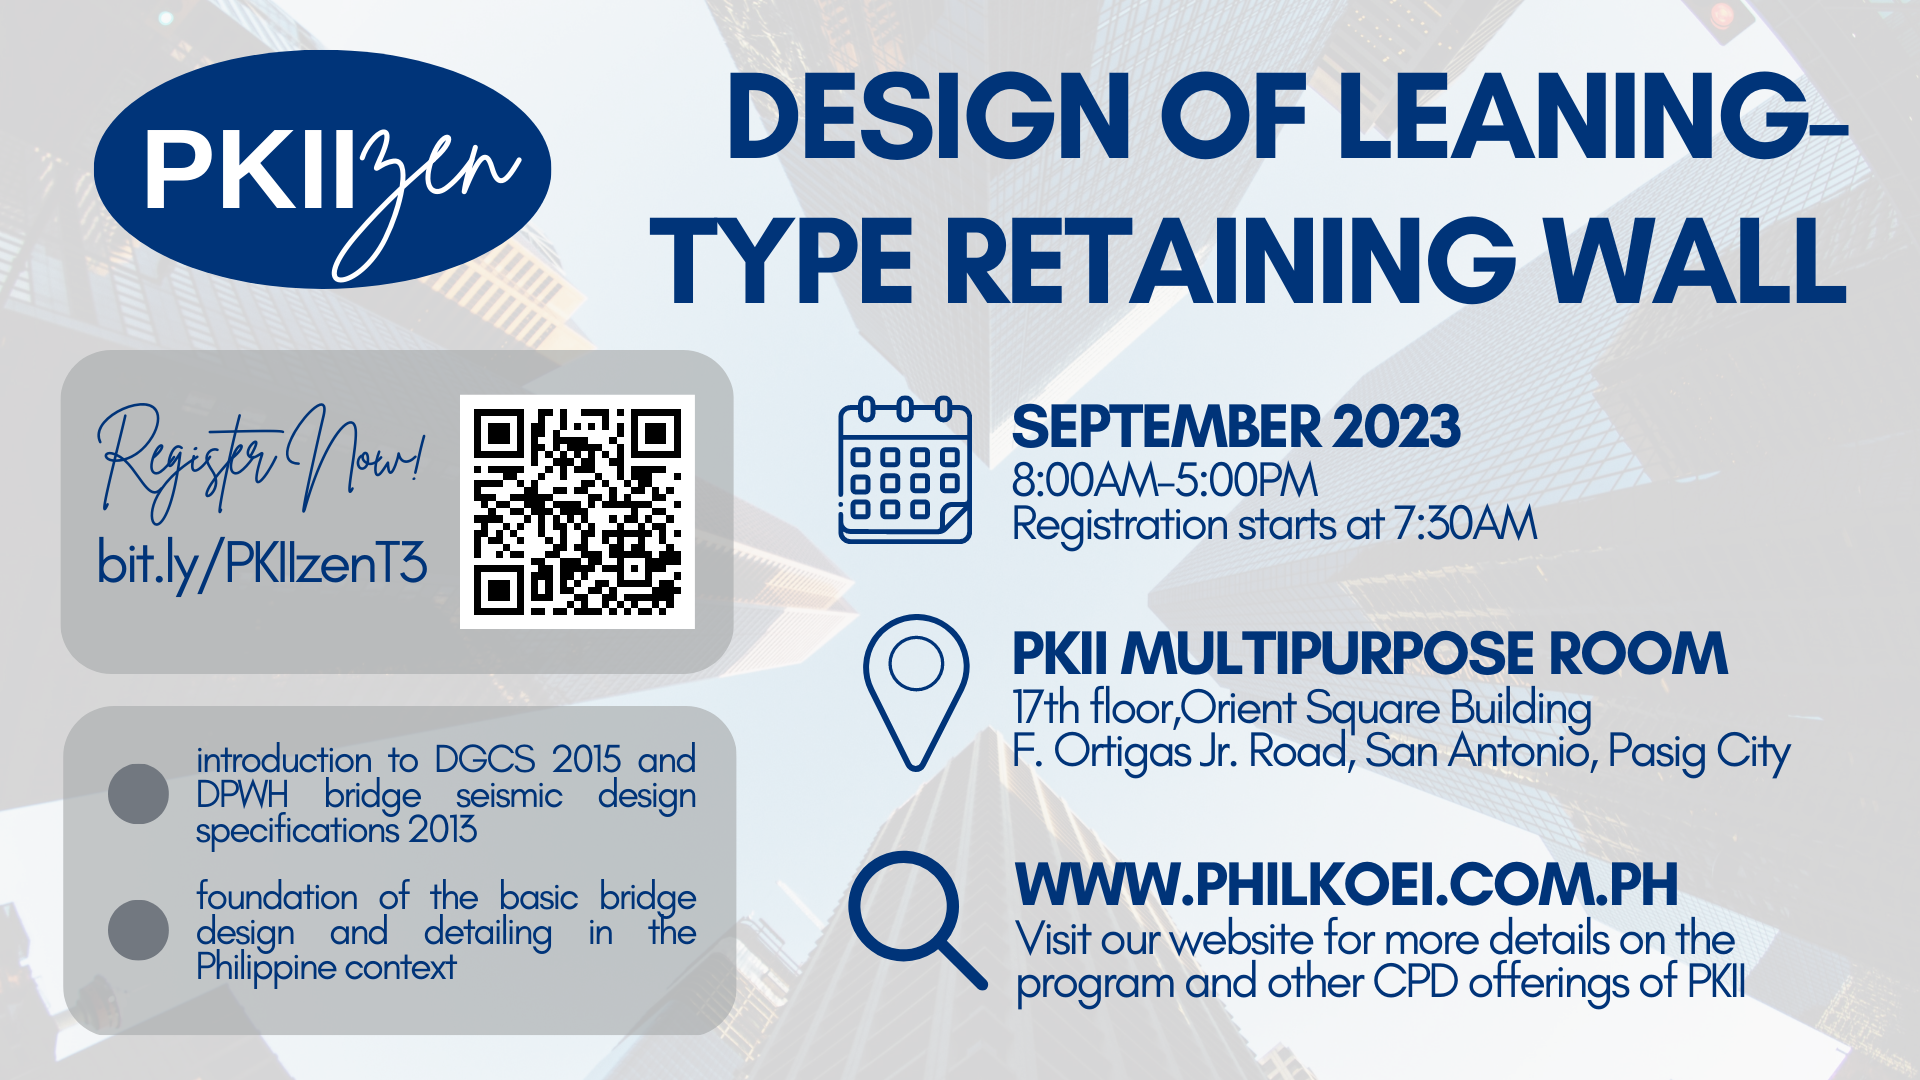 PKIIzen
DESIGN OF LEANING-
TYPE RETAINING WALL
Register Now!
bit.ly/PKIIzenT3
introduction to DGCS 2015 and
DPWH bridge seismic design
specifications 2013
foundation of the basic bridge
design and detailing in the
Philippine context
SEPTEMBER 2023
8:00AM-5:00PM
Registration starts at 7:30AM
PKII MULTIPURPOSE ROOM
17th floor,Orient Square Building
F. Ortigas Jr. Road, San Antonio, Pasig City
WWW.PHILKOEI.COM.PH
Visit our website for more details on the
program and other CPD offerings of PKII